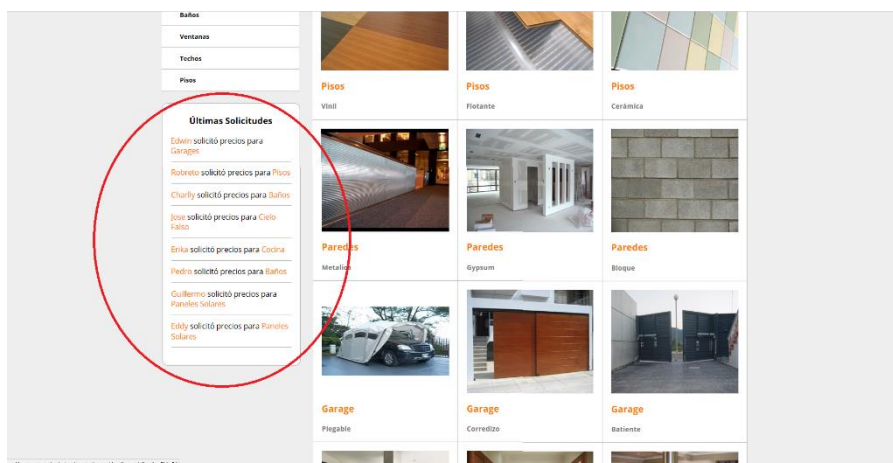 Baños
Ventanas
Techos
Pisos
Últimas Solicitudes
Edwin solicitó precios para
Garages
Robreto solicitó precios para Pisos
Charlly solicitó precios para Baños
Jose solicitó precios para Cielo
Falso
Erika solicitó precios para Cocina
Pedro solicitó precios para Baños
Guillermo solicitó precios para
Paneles Solares
Eddy solicitó precios para Paneles
Solares
Pisos
Vinil
Pisos
Flotante
Pisos
Cerámica
Paredes
Metalica
Paredes
Gypsum
Paredes
Bloque
Garage
Plegable
Garage
Corredizo
Garage
Batiente